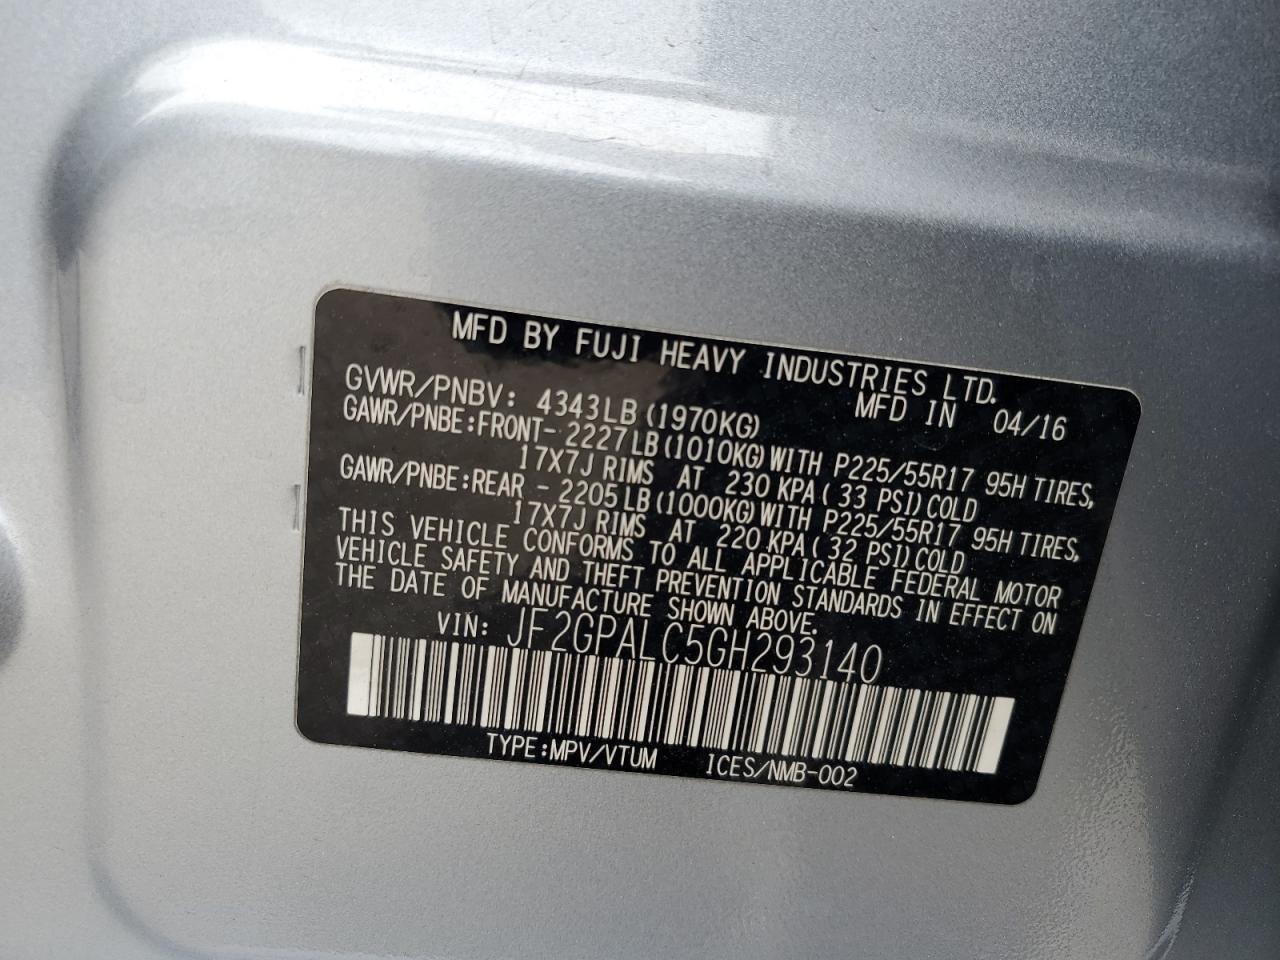 MFD BY FUJI HEAVY INDUSTRIES LTD.
MFD IN 04/16
GVWR/PNBV: 4343LB(1970KG)
GAWR/PNBE:FRONT- 2227LB(1010KG)WITH P225/55R17 95H TIRES,
17X7J RIMS AT 230 KPA( 33 PSI)COLD
GAWR/PNBE:REAR - 2205LB(1000KG)WITH P225/55R17 95H TIRES,
17X7J RIMS AT 220 KPA( 32 PSI)COLD
THIS VEHICLE CONFORMS TO ALL APPLICABLE FEDERAL MOTOR
VEHICLE SAFETY AND THEFT PREVENTION STANDARDS IN EFFECT ON
THE DATE OF MANUFACTURE SHOWN ABOVE.
VIN: JF2GPALC5GH293140
TYPE:MPV/VTUM ICES/NMB-002